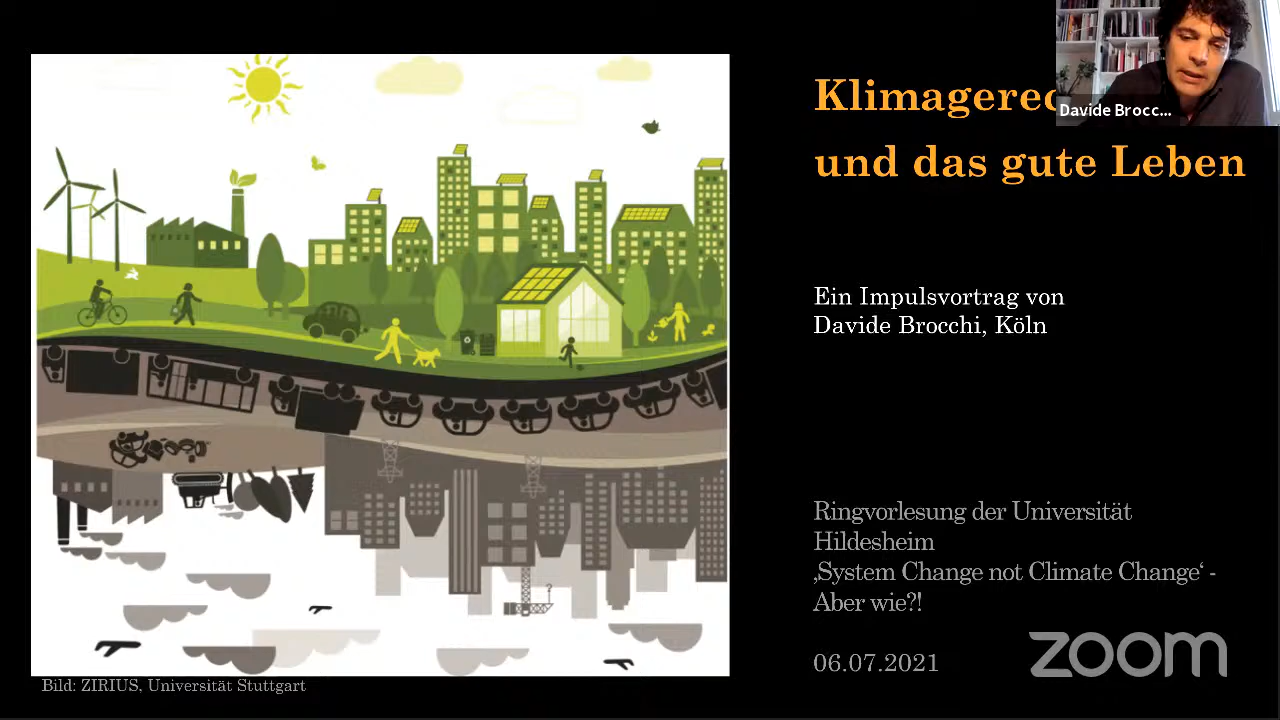 Klimagerec
und das gute Leben
Davide Brocc...
Ein Impulsvortrag von
Davide Brocchi, Köln
Ringvorlesung der Universität
Hildesheim
‚System Change not Climate Change‘ -
Aber wie?!
06.07.2021
zoom
Bild: ZIRIUS, Universität Stuttgart